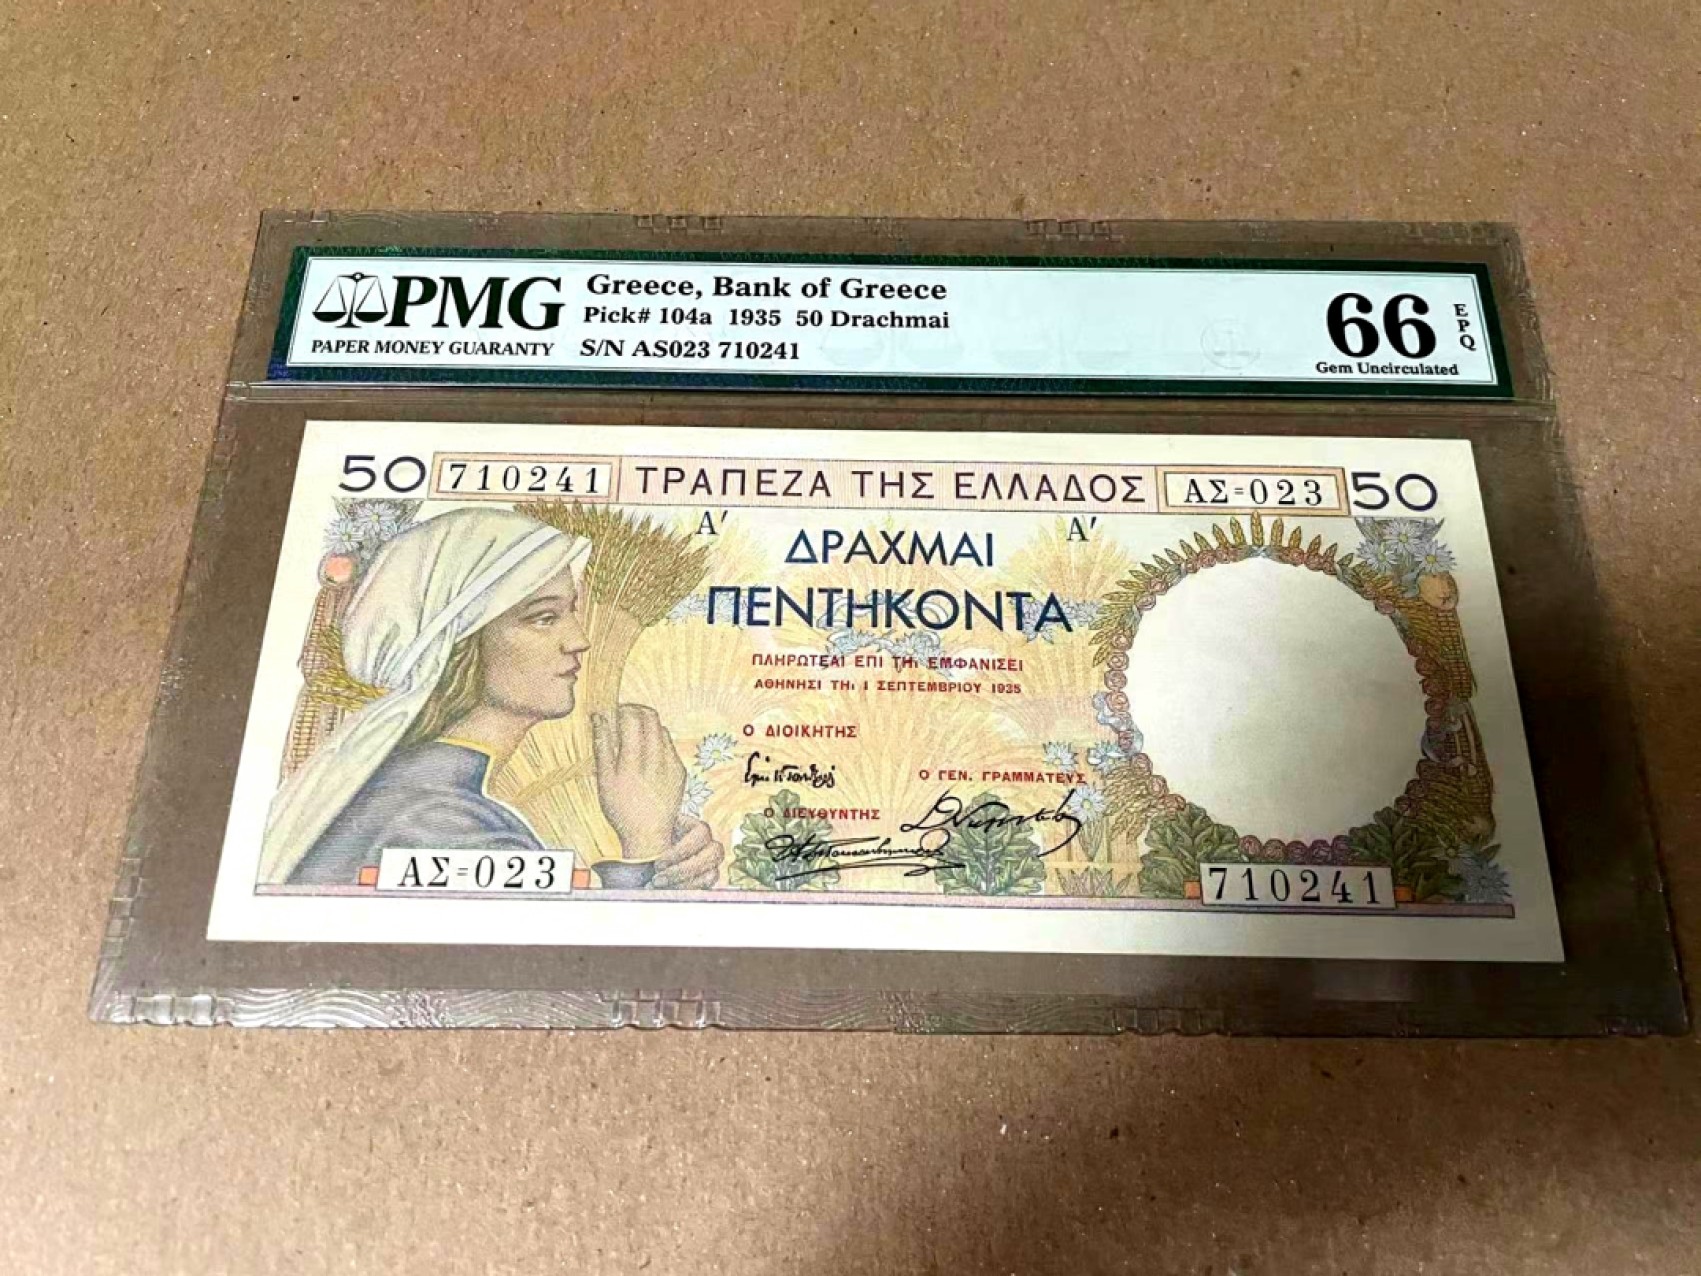 PMG
PAPER MONEY GUARANTY
Greece, Bank of Greece
Pick# 104a 1935 50 Drachmai
S/N AS023 710241
66 EPQ
Gem Uncirculated
50 710241 ΤΡΑΠΕΖΑ ΤΗΣ ΕΛΛΑΔΟΣ ΑΣ=023 50
Α′ Α′
ΔΡΑΧΜΑΙ
ΠΕΝΤΗΚΟΝΤΑ
ΠΛΗΡΩΤΕΑΙ ΕΠΙ ΤΗι ΕΜΦΑΝΙΣΕΙ
ΑΘΗΝΗΣΙ ΤΗι 1 ΣΕΠΤΕΜΒΡΙΟΥ 1935
Ο ΔΙΟΙΚΗΤΗΣ
Ο ΓΕΝ. ΓΡΑΜΜΑΤΕΥΣ
Ο ΔΙΕΥΘΥΝΤΗΣ
ΑΣ=023
710241